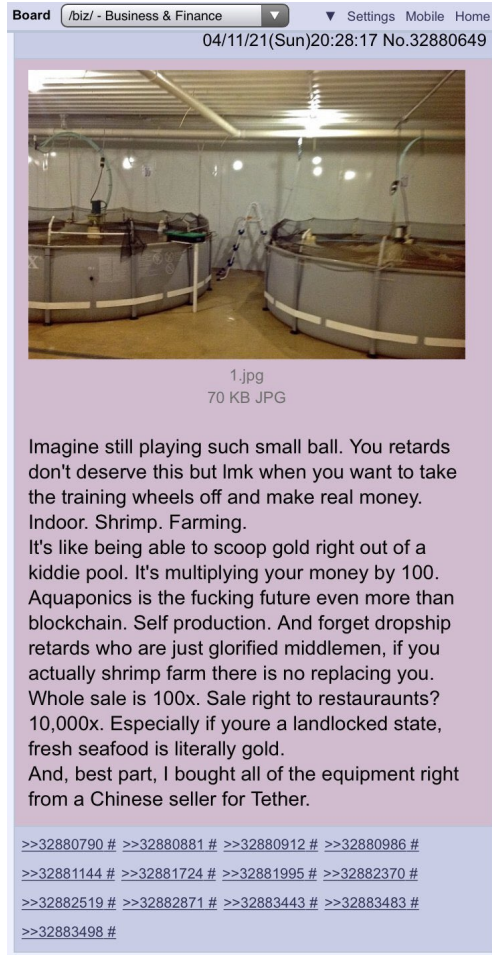 Board /biz/ - Business & Finance ▼ ▼ Settings Mobile Home
04/11/21(Sun)20:28:17 No.32880649
1.jpg
70 KB JPG
Imagine still playing such small ball. You retards
don't deserve this but lmk when you want to take
the training wheels off and make real money.
Indoor. Shrimp. Farming.
It's like being able to scoop gold right out of a
kiddie pool. It's multiplying your money by 100.
Aquaponics is the fucking future even more than
blockchain. Self production. And forget dropship
retards who are just glorified middlemen, if you
actually shrimp farm there is no replacing you.
Whole sale is 100x. Sale right to restauraunts?
10,000x. Especially if youre a landlocked state,
fresh seafood is literally gold.
And, best part, I bought all of the equipment right
from a Chinese seller for Tether.
>>32880790 # >>32880881 # >>32880912 # >>32880986 #
>>32881144 # >>32881724 # >>32881995 # >>32882370 #
>>32882519 # >>32882871 # >>32883443 # >>32883483 #
>>32883498 #